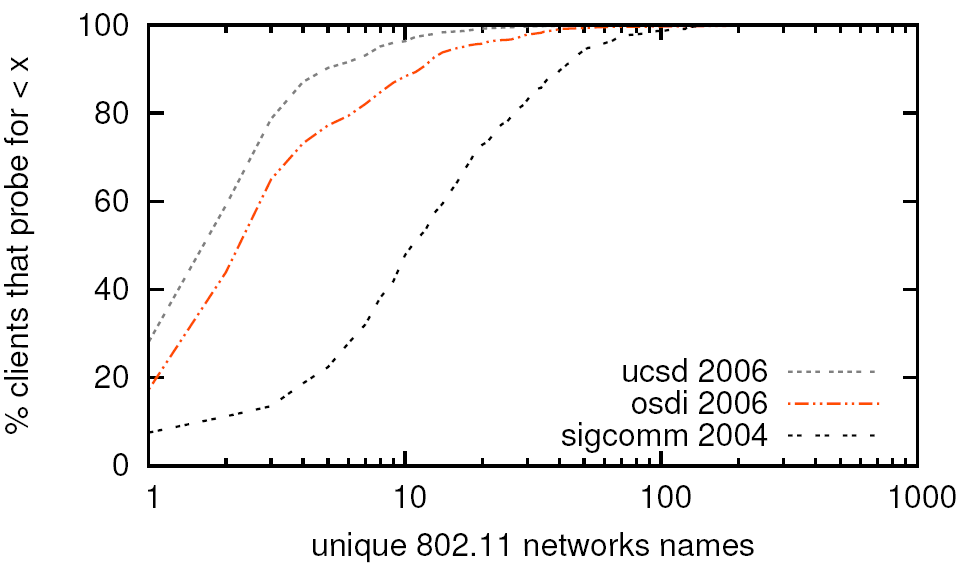 % clients that probe for < x
100
80
60
40
20
0
ucsd 2006
osdi 2006
sigcomm 2004
1 10 100 1000
unique 802.11 networks names